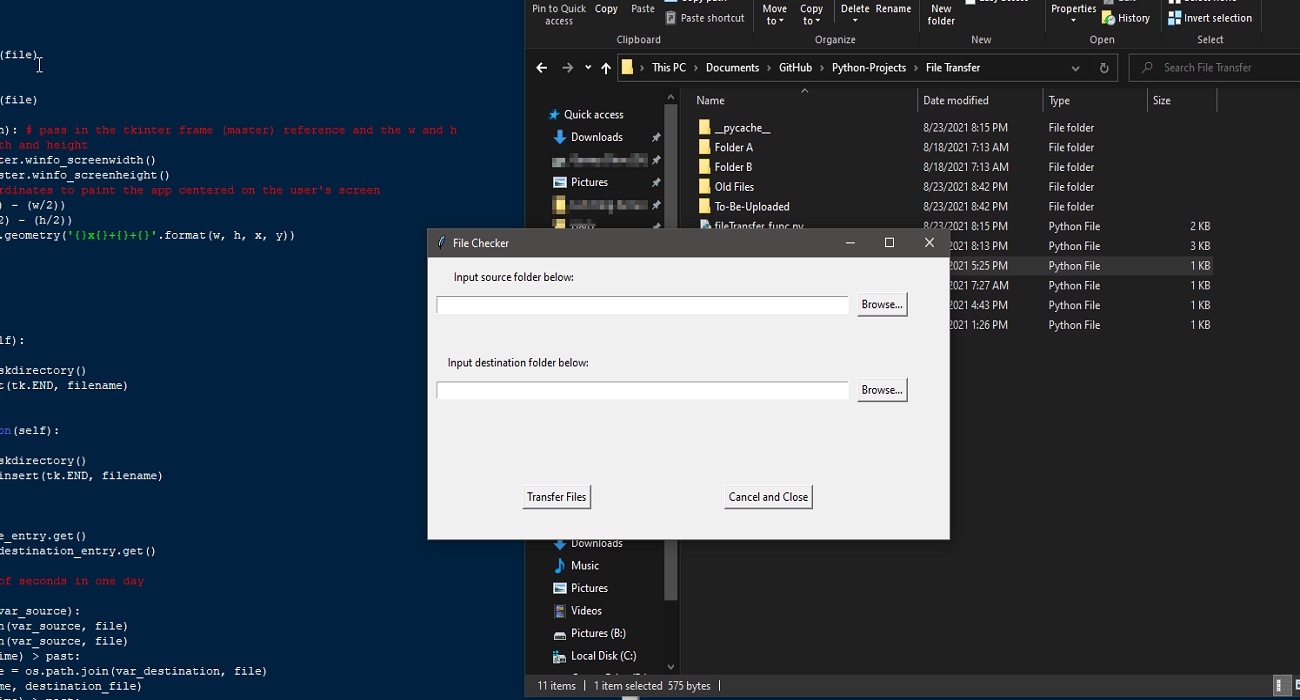 (file)
(file)
): # pass in the tkinter frame (master) reference and the w and h
th and height
ter.winfo_screenwidth()
ster.winfo_screenheight()
rdinates to paint the app centered on the user's screen
) - (w/2))
2) - (h/2))
.geometry('{}x{}+{}+{}'.format(w, h, x, y))
lf):
skdirectory()
t(tk.END, filename)
on(self):
skdirectory()
insert(tk.END, filename)
e_entry.get()
destination_entry.get()
of seconds in one day
var_source):
n(var_source, file)
n(var_source, file)
ime) > past:
e = os.path.join(var_destination, file)
me, destination_file)
Pin to Quick access
Copy
Paste
Paste shortcut
Clipboard
Move to
Copy to
Delete
Rename
Organize
New folder
New
Properties
History
Open
Invert selection
Select
This PC > Documents > GitHub > Python-Projects > File Transfer
Search File Transfer
Quick access
Downloads
Pictures
Name Date modified Type Size
__pycache__ 8/23/2021 8:15 PM File folder
Folder A 8/18/2021 7:13 AM File folder
Folder B 8/18/2021 7:13 AM File folder
Old Files 8/23/2021 8:42 PM File folder
To-Be-Uploaded 8/23/2021 8:42 PM File folder
fileTransfer_func.py 8/23/2021 8:15 PM Python File 2 KB
2021 8:13 PM Python File 3 KB
2021 5:25 PM Python File 1 KB
2021 7:27 AM Python File 1 KB
2021 4:43 PM Python File 1 KB
2021 1:26 PM Python File 1 KB
File Checker
Input source folder below:
Browse...
Input destination folder below:
Browse...
Transfer Files
Cancel and Close
Downloads
Music
Pictures
Videos
Pictures (B:)
Local Disk (C:)
11 items | 1 item selected 575 bytes |